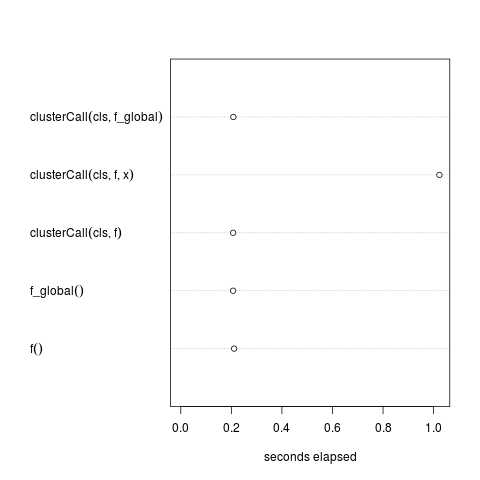 clusterCall(cls, f_global)
clusterCall(cls, f, x)
clusterCall(cls, f)
f_global()
f()
0.0 0.2 0.4 0.6 0.8 1.0
seconds elapsed